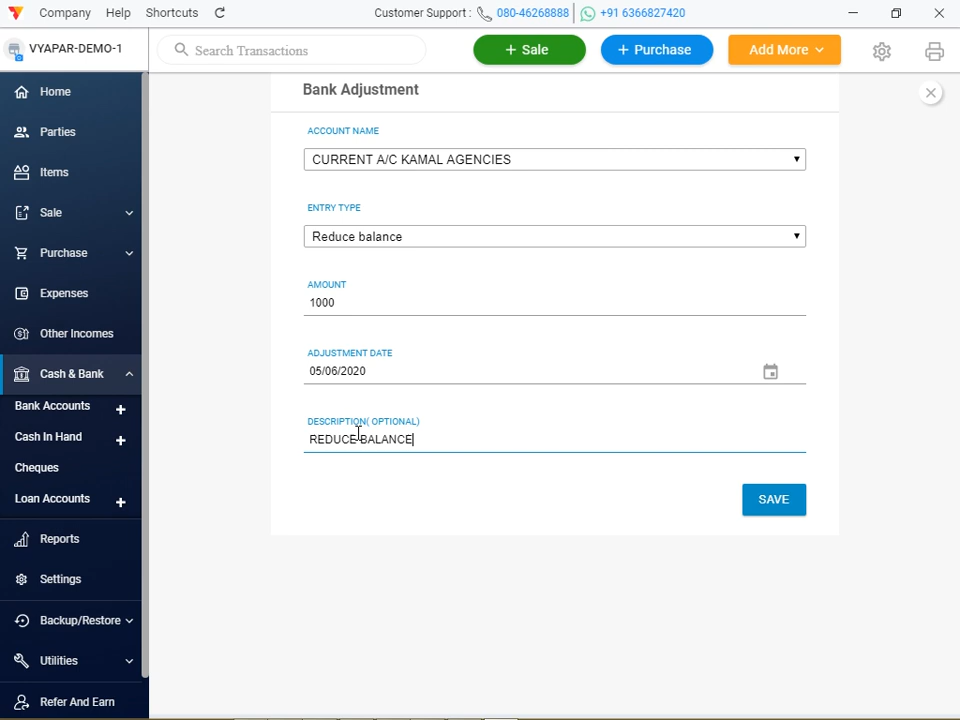 Company Help Shortcuts Customer Support : 080-46268888 +91 6366827420
VYAPAR-DEMO-1 Search Transactions + Sale + Purchase Add More
Home
Parties
Items
Sale
Purchase
Expenses
Other Incomes
Cash & Bank
Bank Accounts +
Cash In Hand +
Cheques
Loan Accounts +
Reports
Settings
Backup/Restore
Utilities
Refer And Earn
Bank Adjustment
ACCOUNT NAME
CURRENT A/C KAMAL AGENCIES
ENTRY TYPE
Reduce balance
AMOUNT
1000
ADJUSTMENT DATE
05/06/2020
DESCRIPTION( OPTIONAL)
REDUCE BALANCE
SAVE